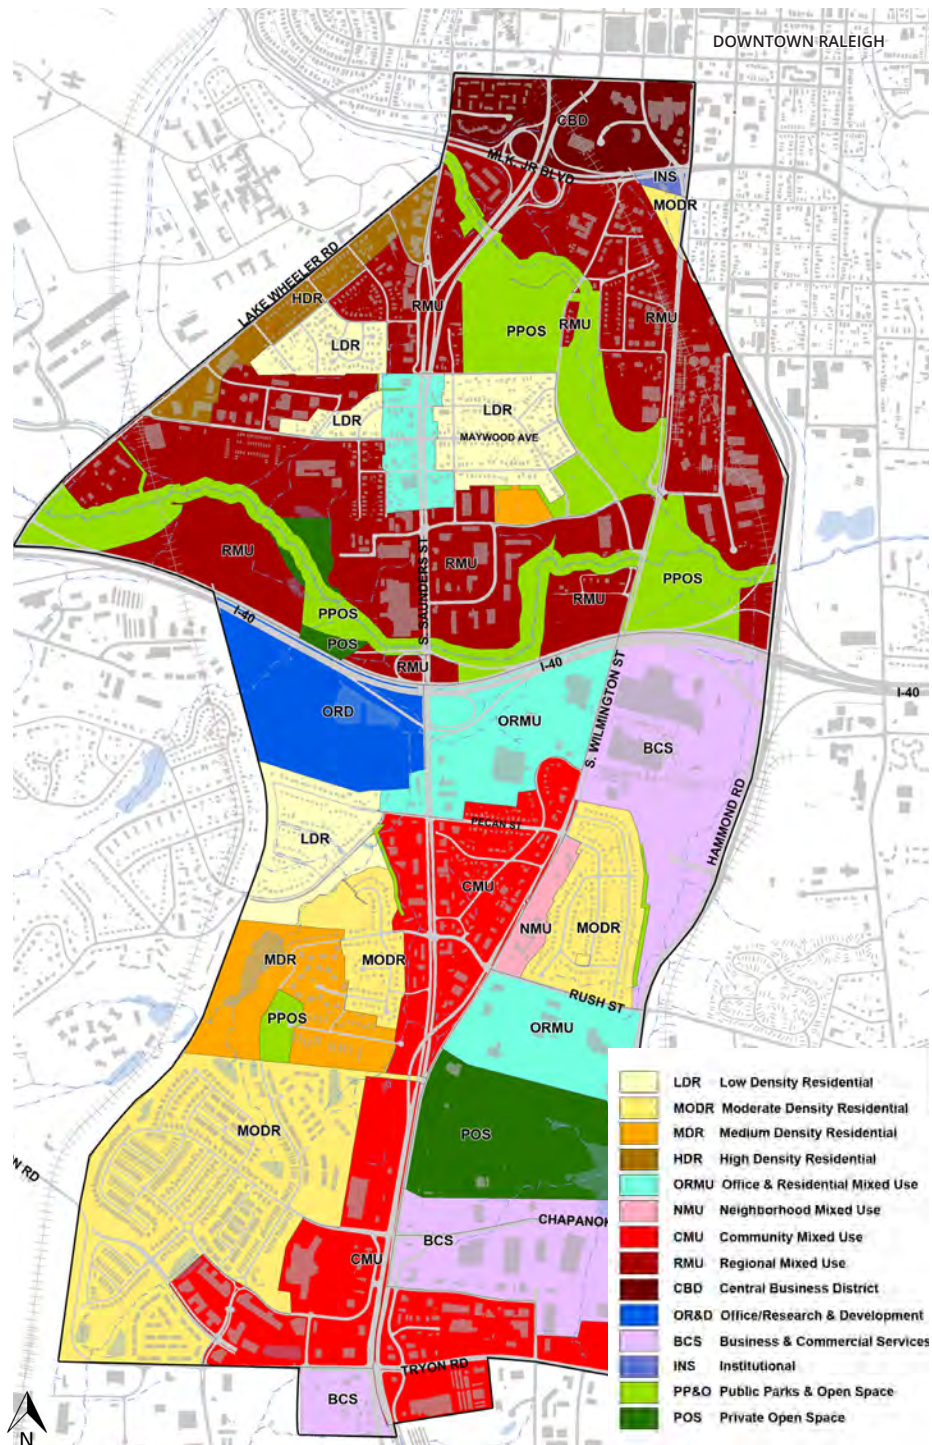 DOWNTOWN RALEIGH
CBD
MLK. JR BLVD
INS
MODR
LAKE WHEELER RD
HDR
RMU
PPOS
RMU
RMU
LDR
LDR
LDR
MAYWOOD AVE
RMU
S. SAUNDERS ST
RMU
PPOS
RMU
PPOS
I-40
POS
RMU
I-40
I-40
ORD
ORMU
S. WILMINGTON ST
BCS
HAMMOND RD
PECAN ST
LDR
CMU
NMU
MODR
MDR
MODR
PPOS
RUSH ST
ORMU
MODR
POS
N RD
CHAPANOK
BCS
CMU
TRYON RD
BCS
N
LDR Low Density Residential
MODR Moderate Density Residential
MDR Medium Density Residential
HDR High Density Residential
ORMU Office & Residential Mixed Use
NMU Neighborhood Mixed Use
CMU Community Mixed Use
RMU Regional Mixed Use
CBD Central Business District
OR&D Office/Research & Development
BCS Business & Commercial Services
INS Institutional
PP&O Public Parks & Open Space
POS Private Open Space